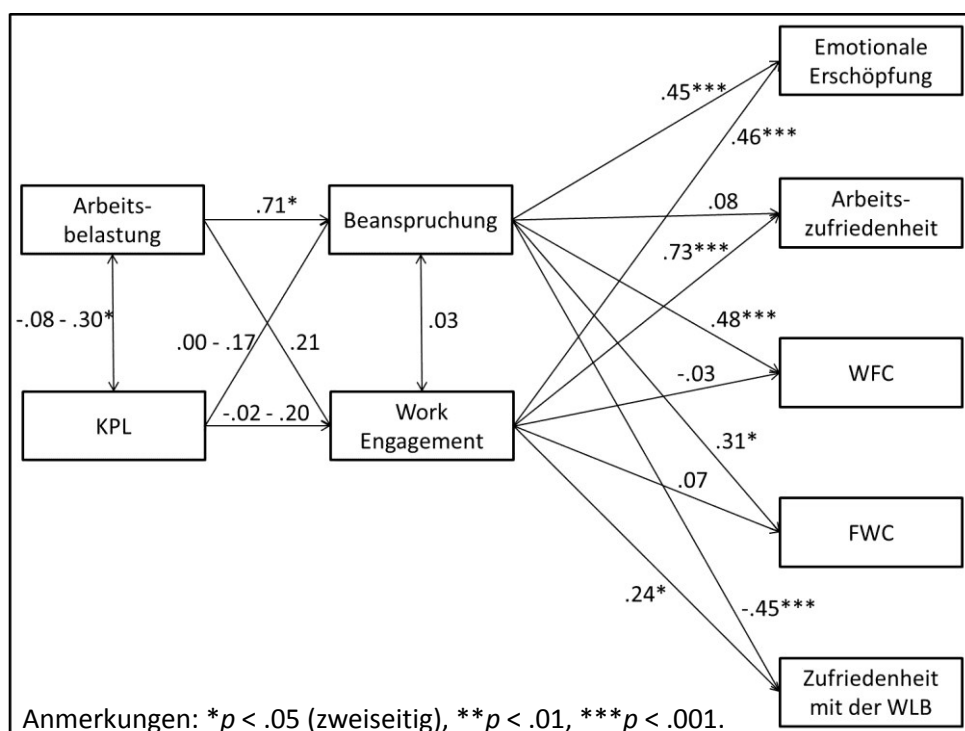 Emotionale
Erschöpfung
.45***
.46***
Arbeits-
belastung
.71*
Beanspruchung
.08
Arbeits-
zufriedenheit
.73***
-.08 - .30*
.00 - .17
.21
.03
.48***
-.03
WFC
KPL
-.02 - .20
Work
Engagement
.31*
.07
FWC
.24*
-.45***
Zufriedenheit
mit der WLB
Anmerkungen: *p < .05 (zweiseitig), **p < .01, ***p < .001.